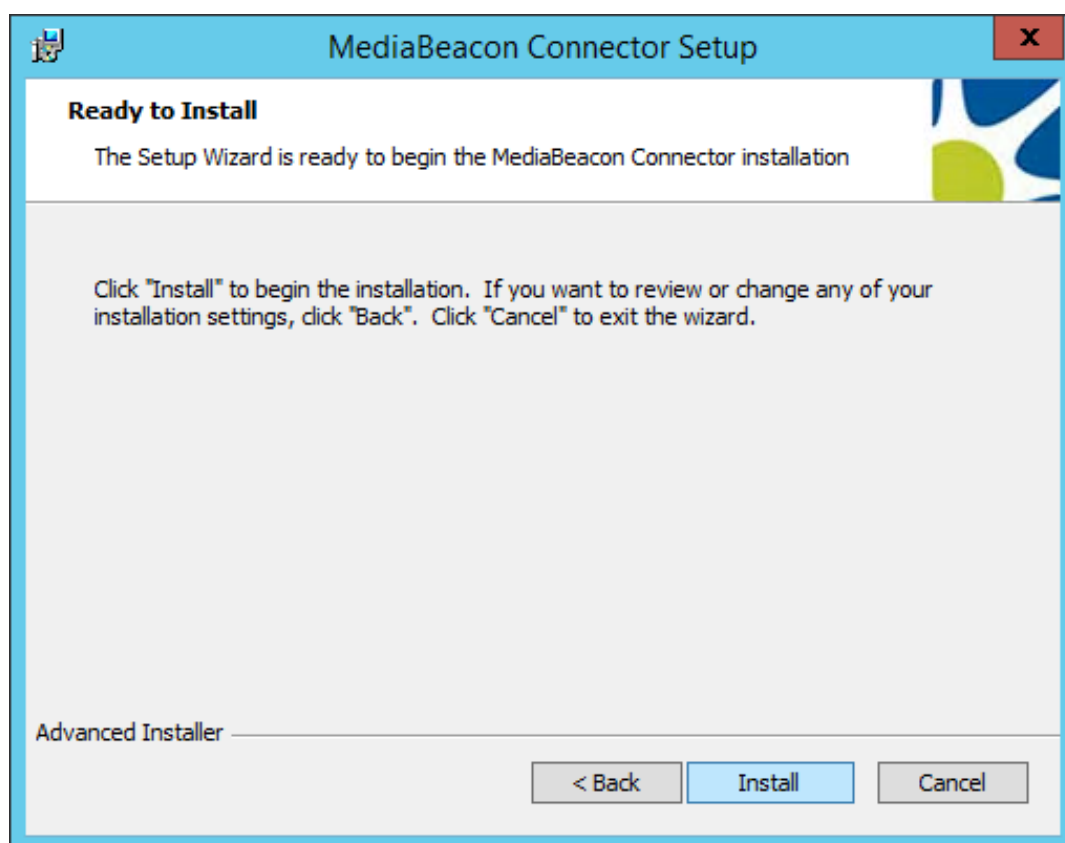 MediaBeacon Connector Setup
x
Ready to Install
The Setup Wizard is ready to begin the MediaBeacon Connector installation
Click "Install" to begin the installation.  If you want to review or change any of your
installation settings, click "Back".  Click "Cancel" to exit the wizard.
Advanced Installer
< Back
Install
Cancel